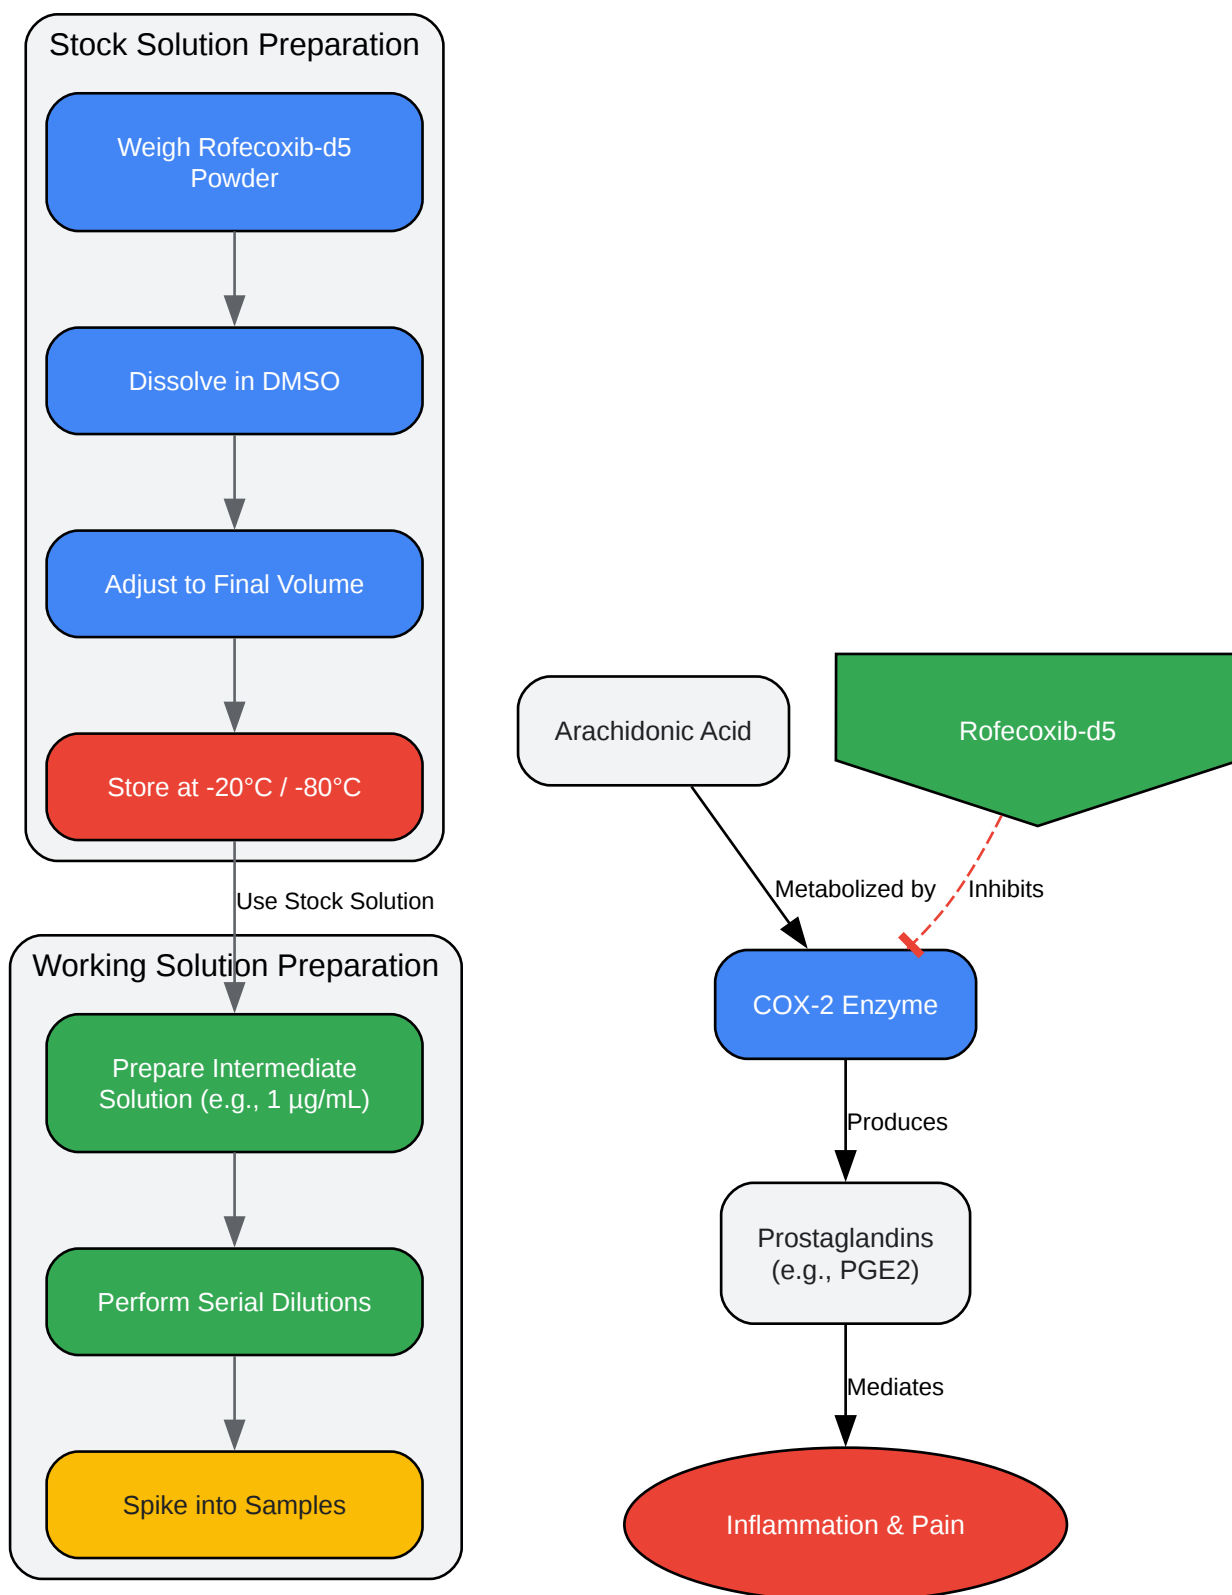 Stock Solution Preparation
Weigh Rofecoxib-d5
Powder
Dissolve in DMSO
Adjust to Final Volume
Store at -20°C / -80°C
Use Stock Solution
Working Solution Preparation
Prepare Intermediate
Solution (e.g., 1 µg/mL)
Perform Serial Dilutions
Spike into Samples
Arachidonic Acid
Rofecoxib-d5
Metabolized by
Inhibits
COX-2 Enzyme
Produces
Prostaglandins
(e.g., PGE2)
Mediates
Inflammation & Pain